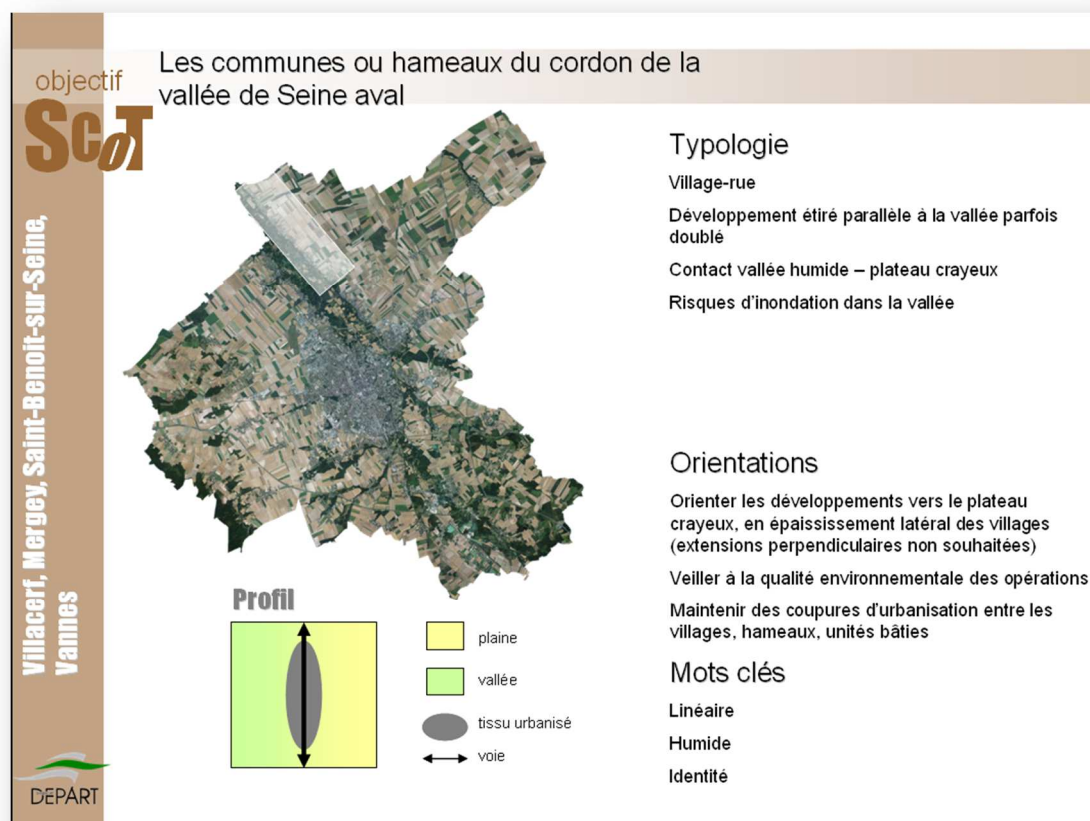 Les communes ou hameaux du cordon de la
vallée de Seine aval
objectif
SCoT
Villacerf, Mergey, Saint-Benoit-sur-Seine,
Vannes
Typologie
Village-rue
Développement étiré parallèle à la vallée parfois
doublé
Contact vallée humide – plateau crayeux
Risques d'inondation dans la vallée
Orientations
Orienter les développements vers le plateau
crayeux, en épaississement latéral des villages
(extensions perpendiculaires non souhaitées)
Veiller à la qualité environnementale des opérations
Maintenir des coupures d'urbanisation entre les
villages, hameaux, unités bâties
Mots clés
Linéaire
Humide
Identité
Profil
plaine
vallée
tissu urbanisé
voie
DEPART